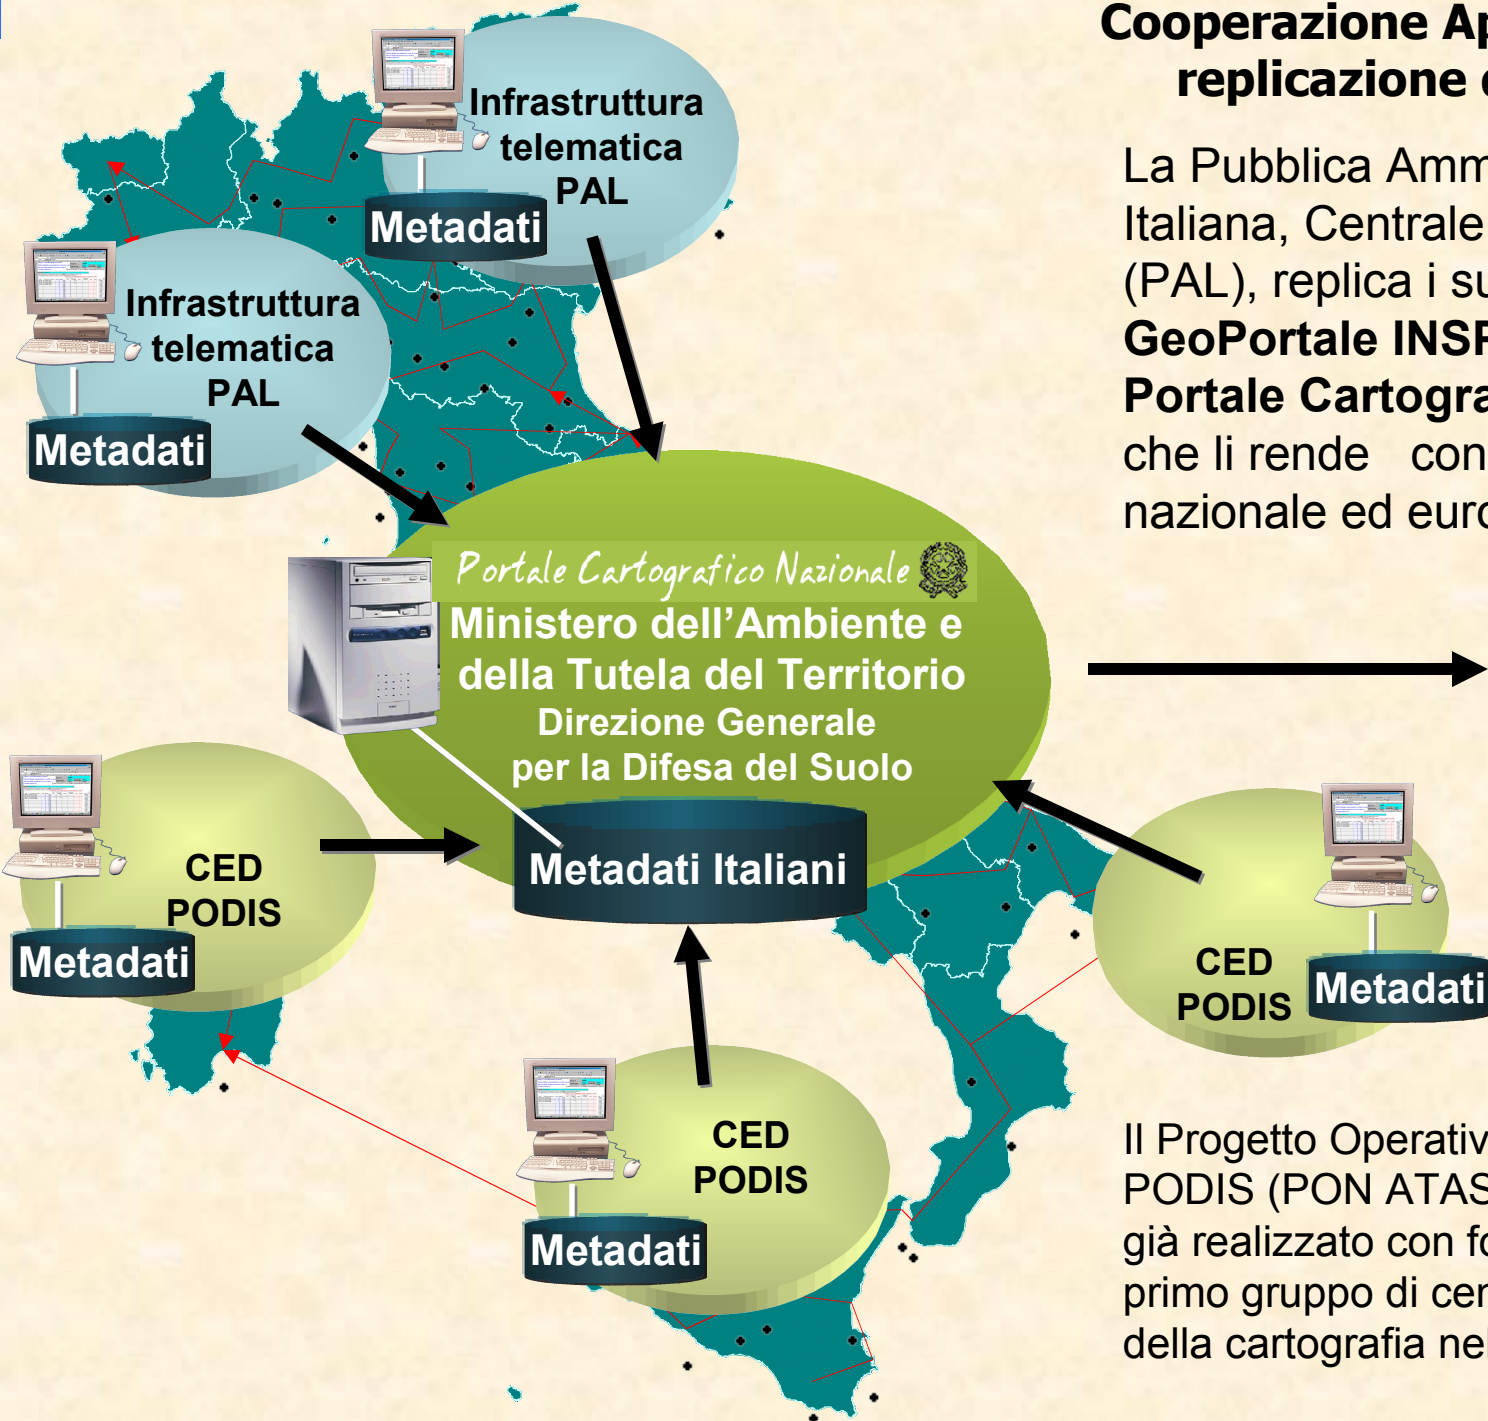 Cooperazione Ap
replicazione
La Pubblica Amm
Italiana, Centrale
(PAL), replica i su
GeoPortale INSP
Portale Cartogra
che li rende con
nazionale ed euro
Infrastruttura
telematica
PAL
Metadati
Infrastruttura
telematica
PAL
Metadati
Portale Cartografico Nazionale
Ministero dell’Ambiente e
della Tutela del Territorio
Direzione Generale
per la Difesa del Suolo
Metadati Italiani
CED
PODIS
Metadati
CED
PODIS
Metadati
CED
PODIS
Metadati
Il Progetto Operativ
PODIS (PON ATAS
già realizzato con fo
primo gruppo di cen
della cartografia nel